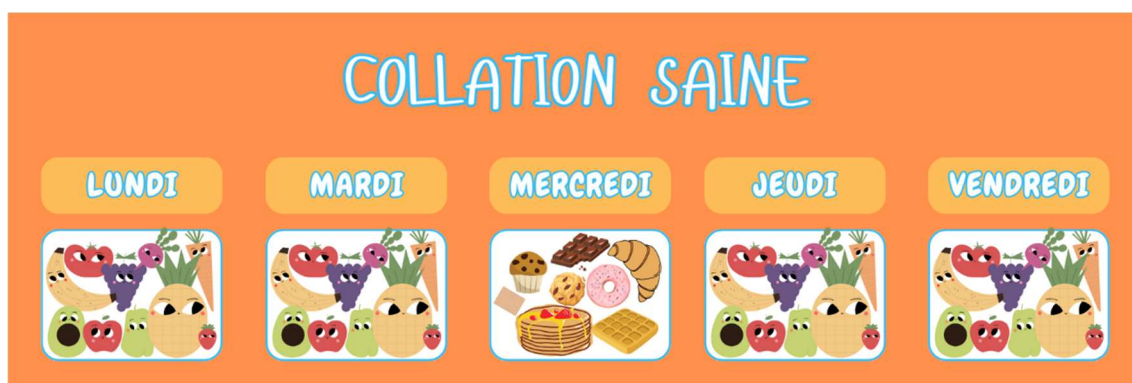 COLLATION SAINE
LUNDI
MARDI
MERCREDI
JEUDI
VENDREDI